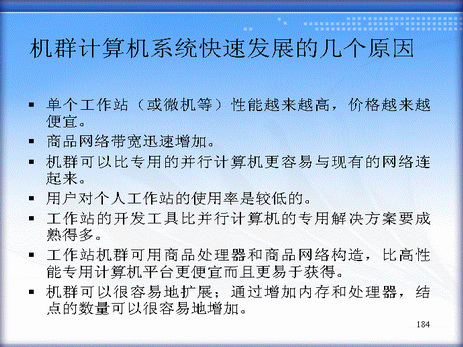 机群计算机系统快速发展的几个原因
▪ 单个工作站（或微机等）性能越来越高，价格越来越
便宜。
▪ 商品网络带宽迅速增加。
▪ 机群可以比专用的并行计算机更容易与现有的网络连
起来。
▪ 用户对个人工作站的使用率是较低的。
▪ 工作站的开发工具比并行计算机的专用解决方案要成
熟得多。
▪ 工作站机群可用商品处理器和商品网络构造，比高性
能专用计算机平台更便宜而且更易于获得。
▪ 机群可以很容易地扩展；通过增加内存和处理器，结
点的数量可以很容易地增加。
184